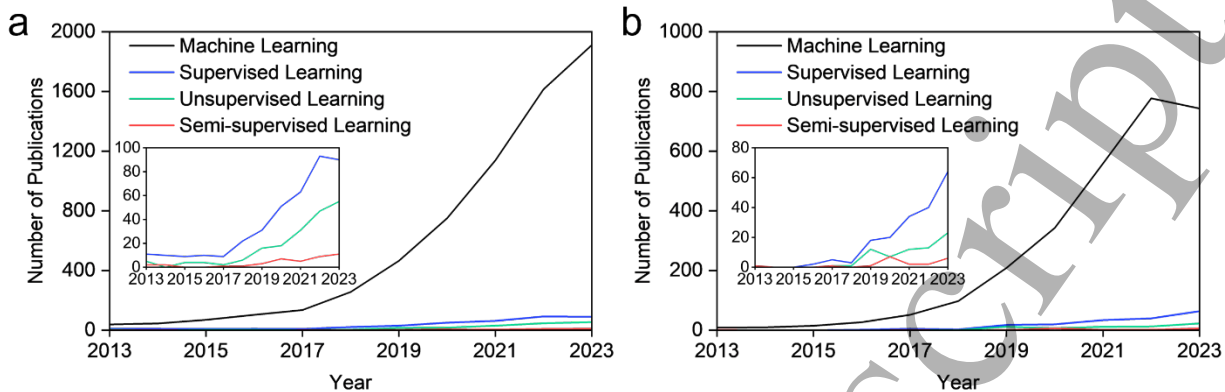 a
2000
1600
1200
800
400
0
Number of Publications
Machine Learning
Supervised Learning
Unsupervised Learning
Semi-supervised Learning
100
80
60
40
20
0
2013 2015 2017 2019 2021 2023
2013 2015 2017 2019 2021 2023
Year
b
1000
800
600
400
200
0
Number of Publications
Machine Learning
Supervised Learning
Unsupervised Learning
Semi-supervised Learning
80
60
40
20
0
2013 2015 2017 2019 2021 2023
2013 2015 2017 2019 2021 2023
Year
script